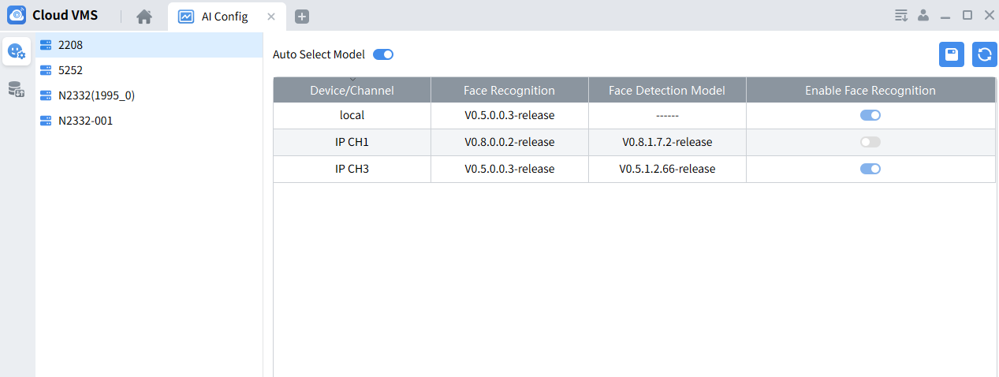 Cloud VMS
AI Config
2208
5252
N2332(1995_0)
N2332-001
Auto Select Model
Device/Channel Face Recognition Face Detection Model Enable Face Recognition
local V0.5.0.0.3-release ------
IP CH1 V0.8.0.0.2-release V0.8.1.7.2-release
IP CH3 V0.5.0.0.3-release V0.5.1.2.66-release